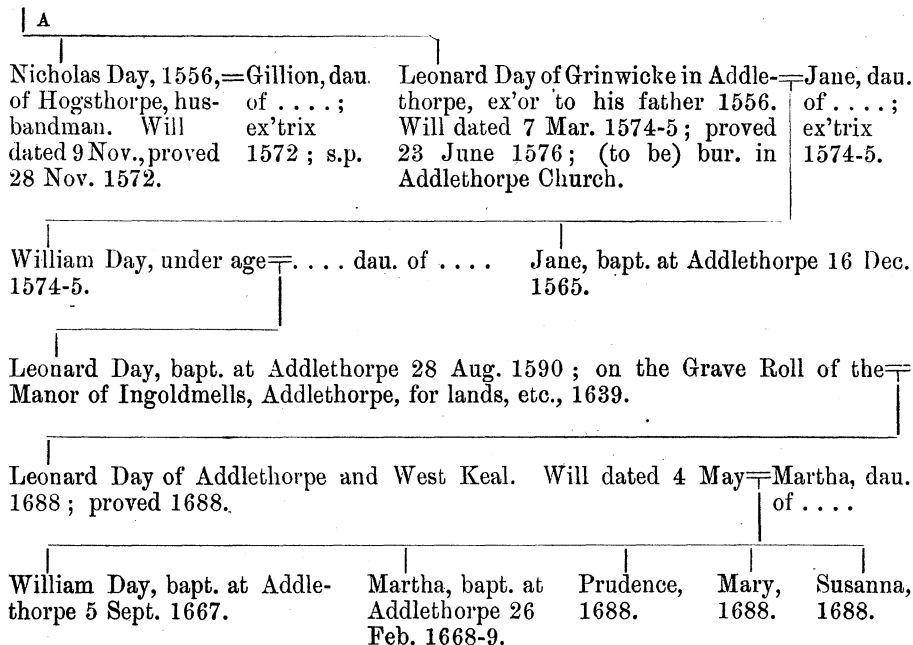 A
Nicholas Day, 1556,=Gillion, dau.
of Hogsthorpe, hus-
bandman. Will
dated 9 Nov., proved
28 Nov. 1572.
of . . . . ;
ex'trix
1572 ; s.p.
Leonard Day of Grinwicke in Addle-
thorpe, ex'or to his father 1556.
Will dated 7 Mar. 1574-5 ; proved
23 June 1576 ; (to be) bur. in
Addlethorpe Church.
=Jane, dau.
of . . . . ;
ex'trix
1574-5.
William Day, under age=. . . . dau. of . . . .
1574-5.
Jane, bapt. at Addlethorpe 16 Dec.
1565.
Leonard Day, bapt. at Addlethorpe 28 Aug. 1590 ; on the Grave Roll of the=
Manor of Ingoldmells, Addlethorpe, for lands, etc., 1639.
Leonard Day of Addlethorpe and West Keal. Will dated 4 May=Martha, dau.
1688 ; proved 1688.
of . . . .
William Day, bapt. at Addle-
thorpe 5 Sept. 1667.
Martha, bapt. at
Addlethorpe 26
Feb. 1668-9.
Prudence,
1688.
Mary,
1688.
Susanna,
1688.